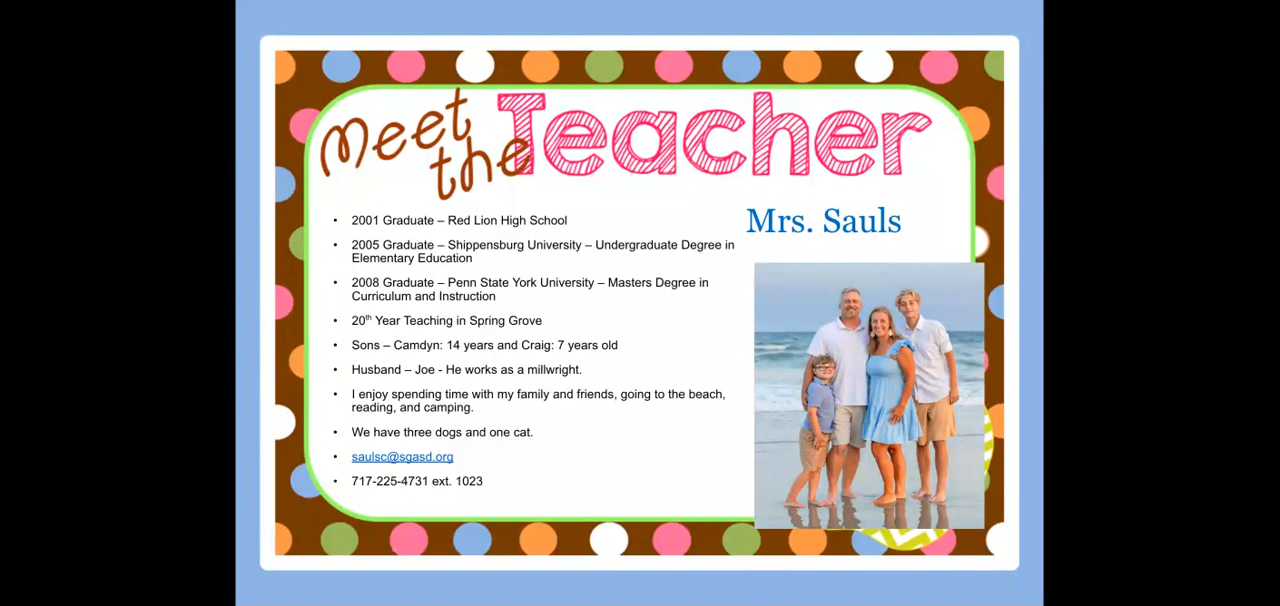 Meet
the Teacher
Mrs. Sauls
• 2001 Graduate – Red Lion High School
• 2005 Graduate – Shippensburg University – Undergraduate Degree in
Elementary Education
• 2008 Graduate – Penn State York University – Masters Degree in
Curriculum and Instruction
• 20th Year Teaching in Spring Grove
• Sons – Camdyn: 14 years and Craig: 7 years old
• Husband – Joe - He works as a millwright.
• I enjoy spending time with my family and friends, going to the beach,
reading, and camping.
• We have three dogs and one cat.
• saulsc@sgasd.org
• 717-225-4731 ext. 1023